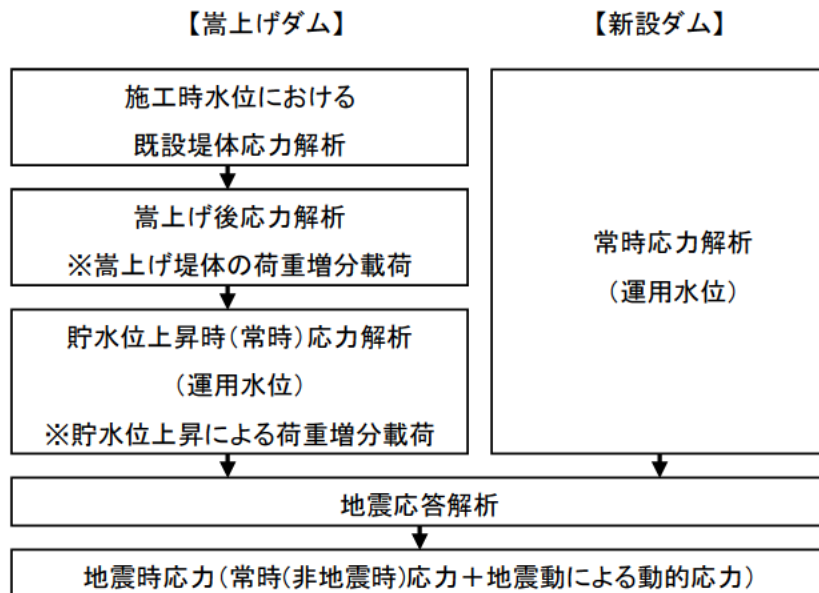 【嵩上げダム】
【新設ダム】
施工時水位における
既設堤体応力解析
嵩上げ後応力解析
※嵩上げ堤体の荷重増分載荷
貯水位上昇時(常時)応力解析
(運用水位)
※貯水位上昇による荷重増分載荷
常時応力解析
(運用水位)
地震応答解析
地震時応力(常時(非地震時)応力+地震動による動的応力)